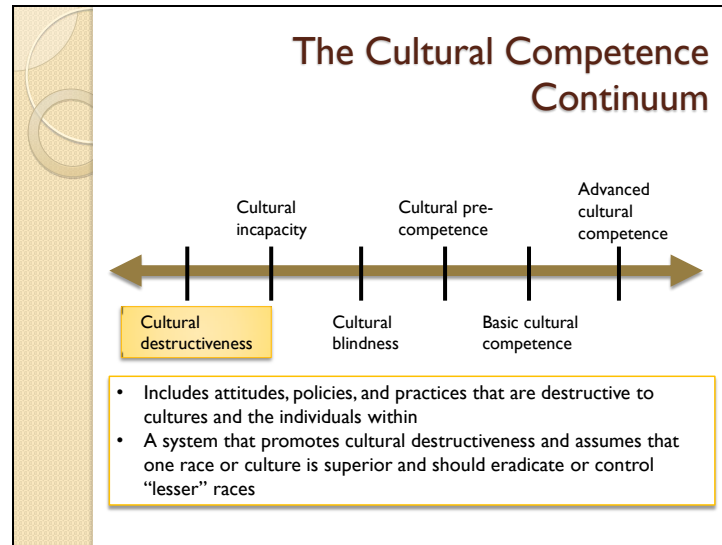 The Cultural Competence
Continuum
Cultural
incapacity
Cultural pre-
competence
Advanced
cultural
competence
Cultural
destructiveness
Cultural
blindness
Basic cultural
competence
• Includes attitudes, policies, and practices that are destructive to
cultures and the individuals within
• A system that promotes cultural destructiveness and assumes that
one race or culture is superior and should eradicate or control
“lesser” races